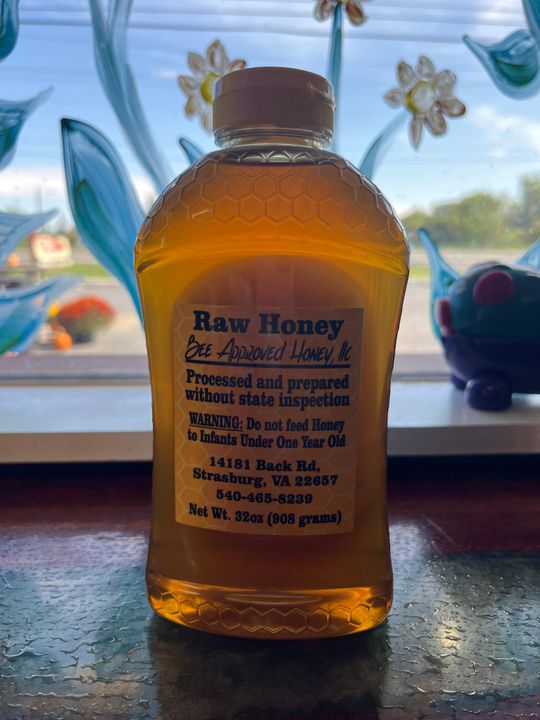 Raw Honey
Bee Approved Honey, llc
Processed and prepared
without state inspection
WARNING: Do not feed Honey
to Infants Under One Year Old
14181 Back Rd,
Strasburg, VA 22657
540-465-8239
Net Wt. 32oz (908 grams)